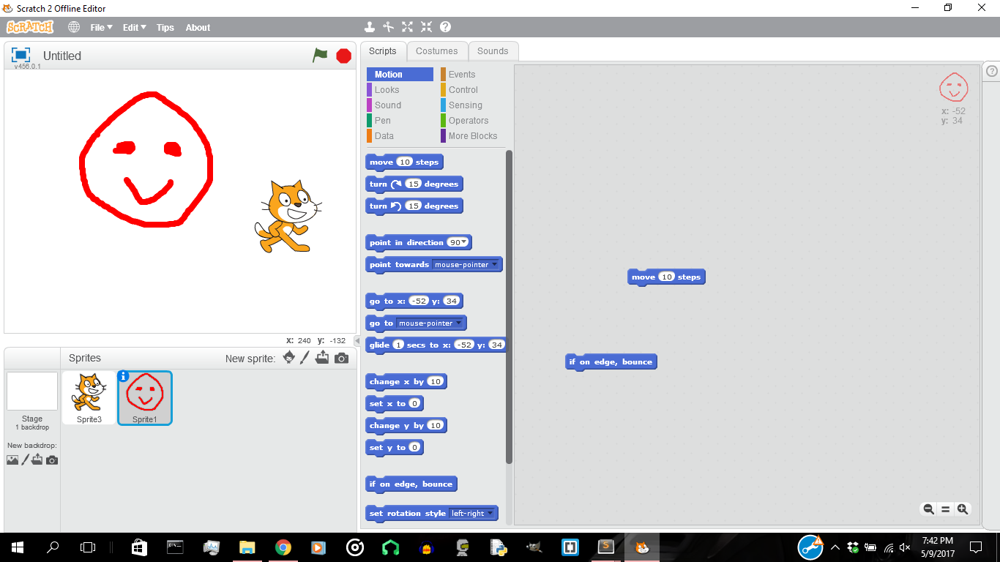 Scratch 2 Offline Editor
SCRATCH File Edit Tips About
Untitled
v456.0.1
Scripts Costumes Sounds
Motion Events
Looks Control
Sound Sensing
Pen Operators
Data More Blocks
move 10 steps
turn 15 degrees
turn 15 degrees
point in direction 90
point towards mouse-pointer
go to x: -52 y: 34
go to mouse-pointer
glide 1 secs to x: -52 y: 34
change x by 10
set x to 0
change y by 10
set y to 0
if on edge, bounce
set rotation style left-right
x: -52
y: 34
move 10 steps
if on edge, bounce
x: 240 y: -132
Sprites New sprite:
Stage
1 backdrop
New backdrop:
Sprite3
Sprite1
7:42 PM
5/9/2017